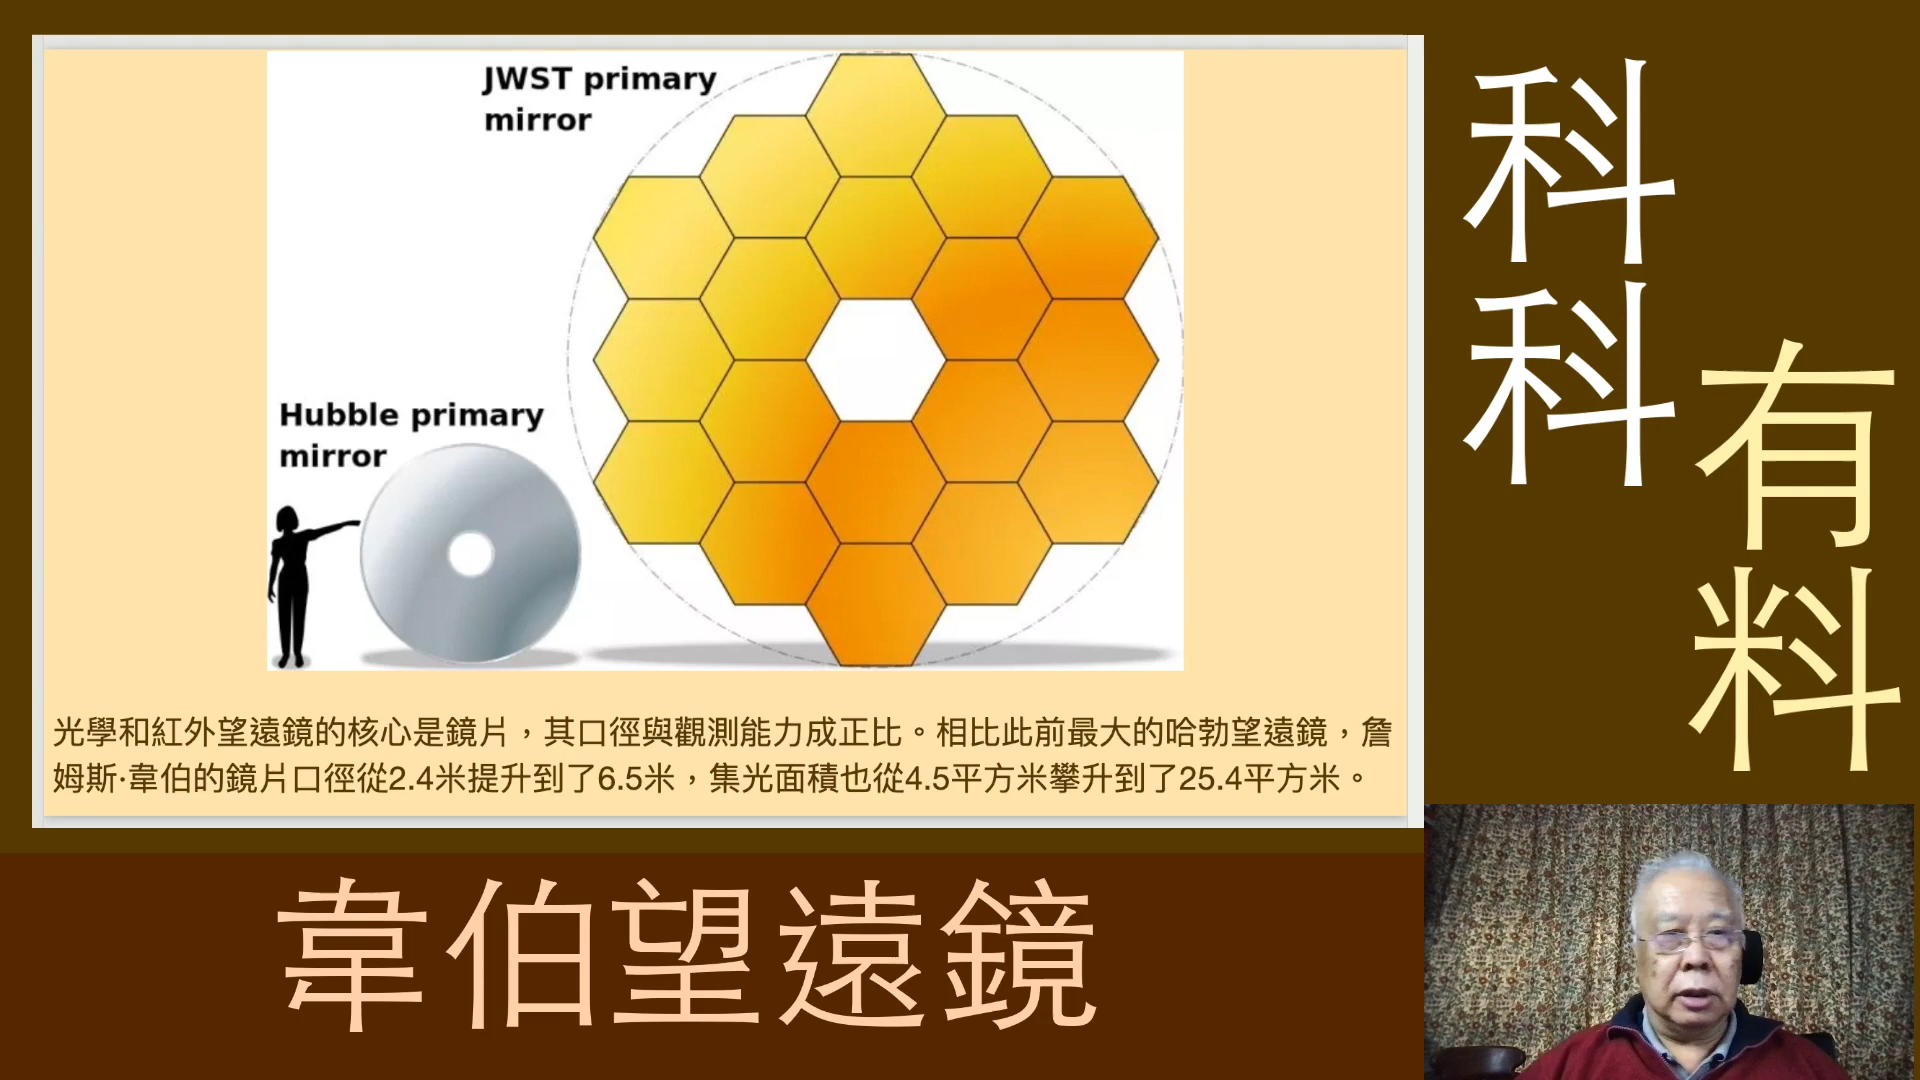 JWST primary
mirror
Hubble primary
mirror
光學和紅外望遠鏡的核心是鏡片，其口徑與觀測能力成正比。相比此前最大的哈勃望遠鏡，詹
姆斯·韋伯的鏡片口徑從2.4米提升到了6.5米，集光面積也從4.5平方米攀升到了25.4平方米。
科科
有料
韋伯望遠鏡